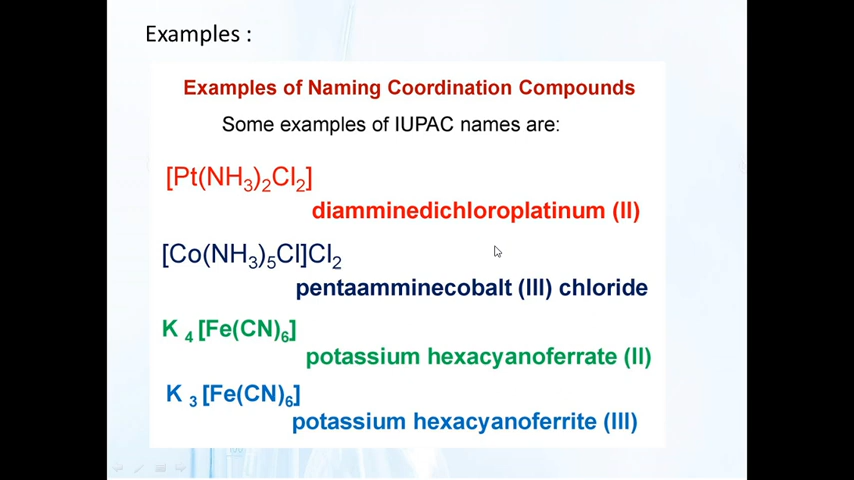 Examples :
Examples of Naming Coordination Compounds
Some examples of IUPAC names are:
[Pt(NH₃)₂Cl₂]
diamminedichloroplatinum (II)
[Co(NH₃)₅Cl]Cl₂
pentaamminecobalt (III) chloride
K ₄ [Fe(CN)₆]
potassium hexacyanoferrate (II)
K ₃ [Fe(CN)₆]
potassium hexacyanoferrite (III)